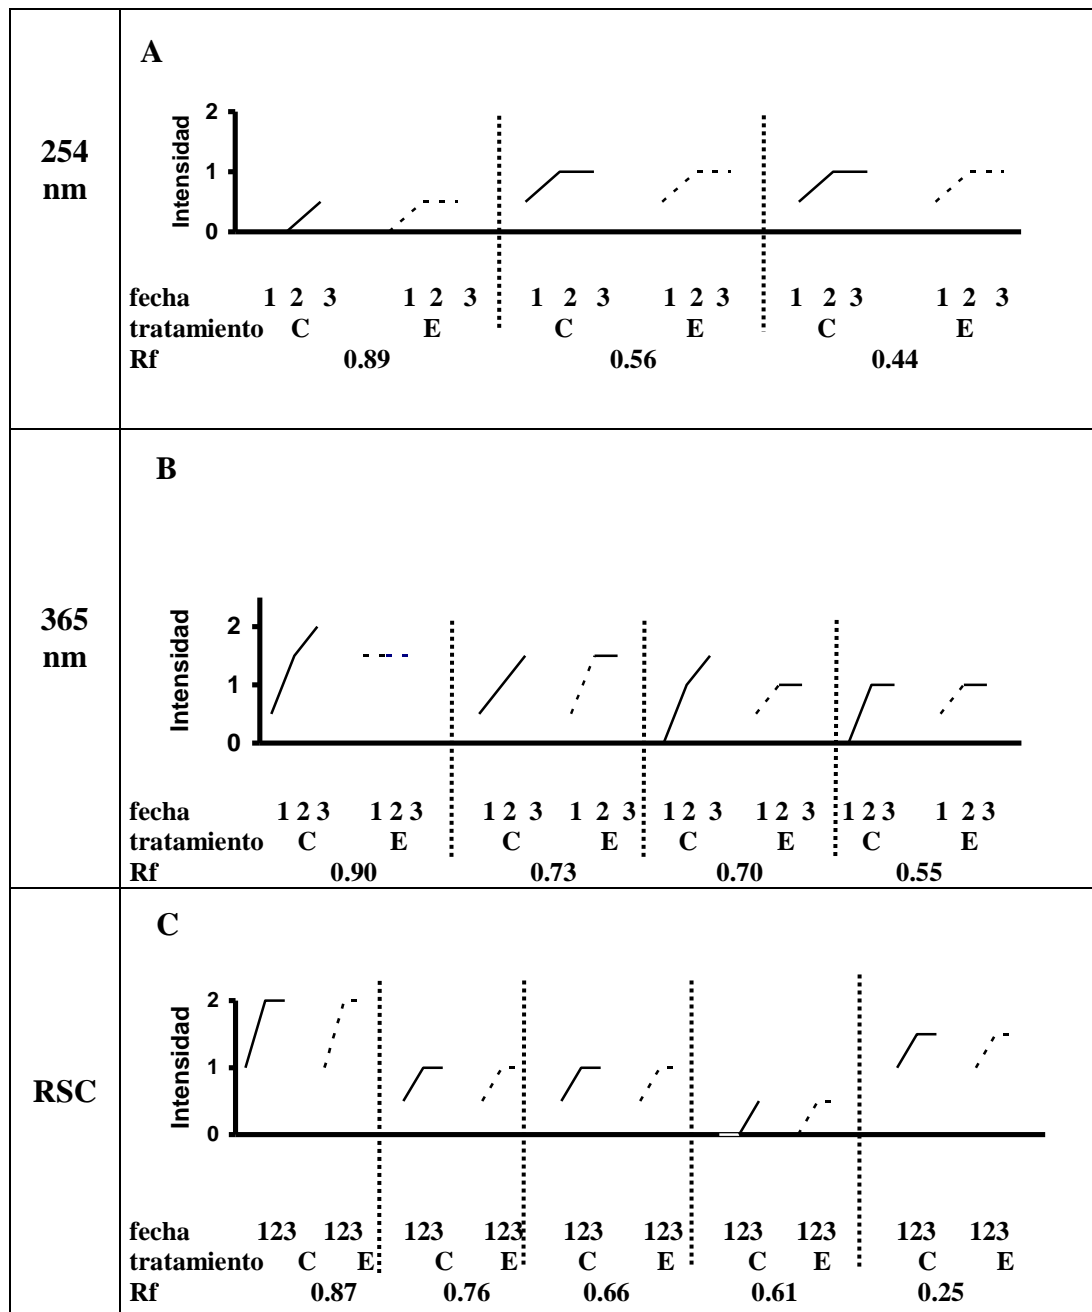 254
nm
A
Intensidad
2
1
0
fecha 1 2 3 1 2 3 1 2 3 1 2 3 1 2 3 1 2 3
tratamiento C E C E C E
Rf 0.89 0.56 0.44
365
nm
B
Intensidad
2
1
0
fecha 1 2 3 1 2 3 1 2 3 1 2 3 1 2 3 1 2 3 1 2 3 1 2 3
tratamiento C E C E C E C E
Rf 0.90 0.73 0.70 0.55
RSC
C
Intensidad
2
1
0
fecha 123 123 123 123 123 123 123 123 123 123
tratamiento C E C E C E C E C E
Rf 0.87 0.76 0.66 0.61 0.25